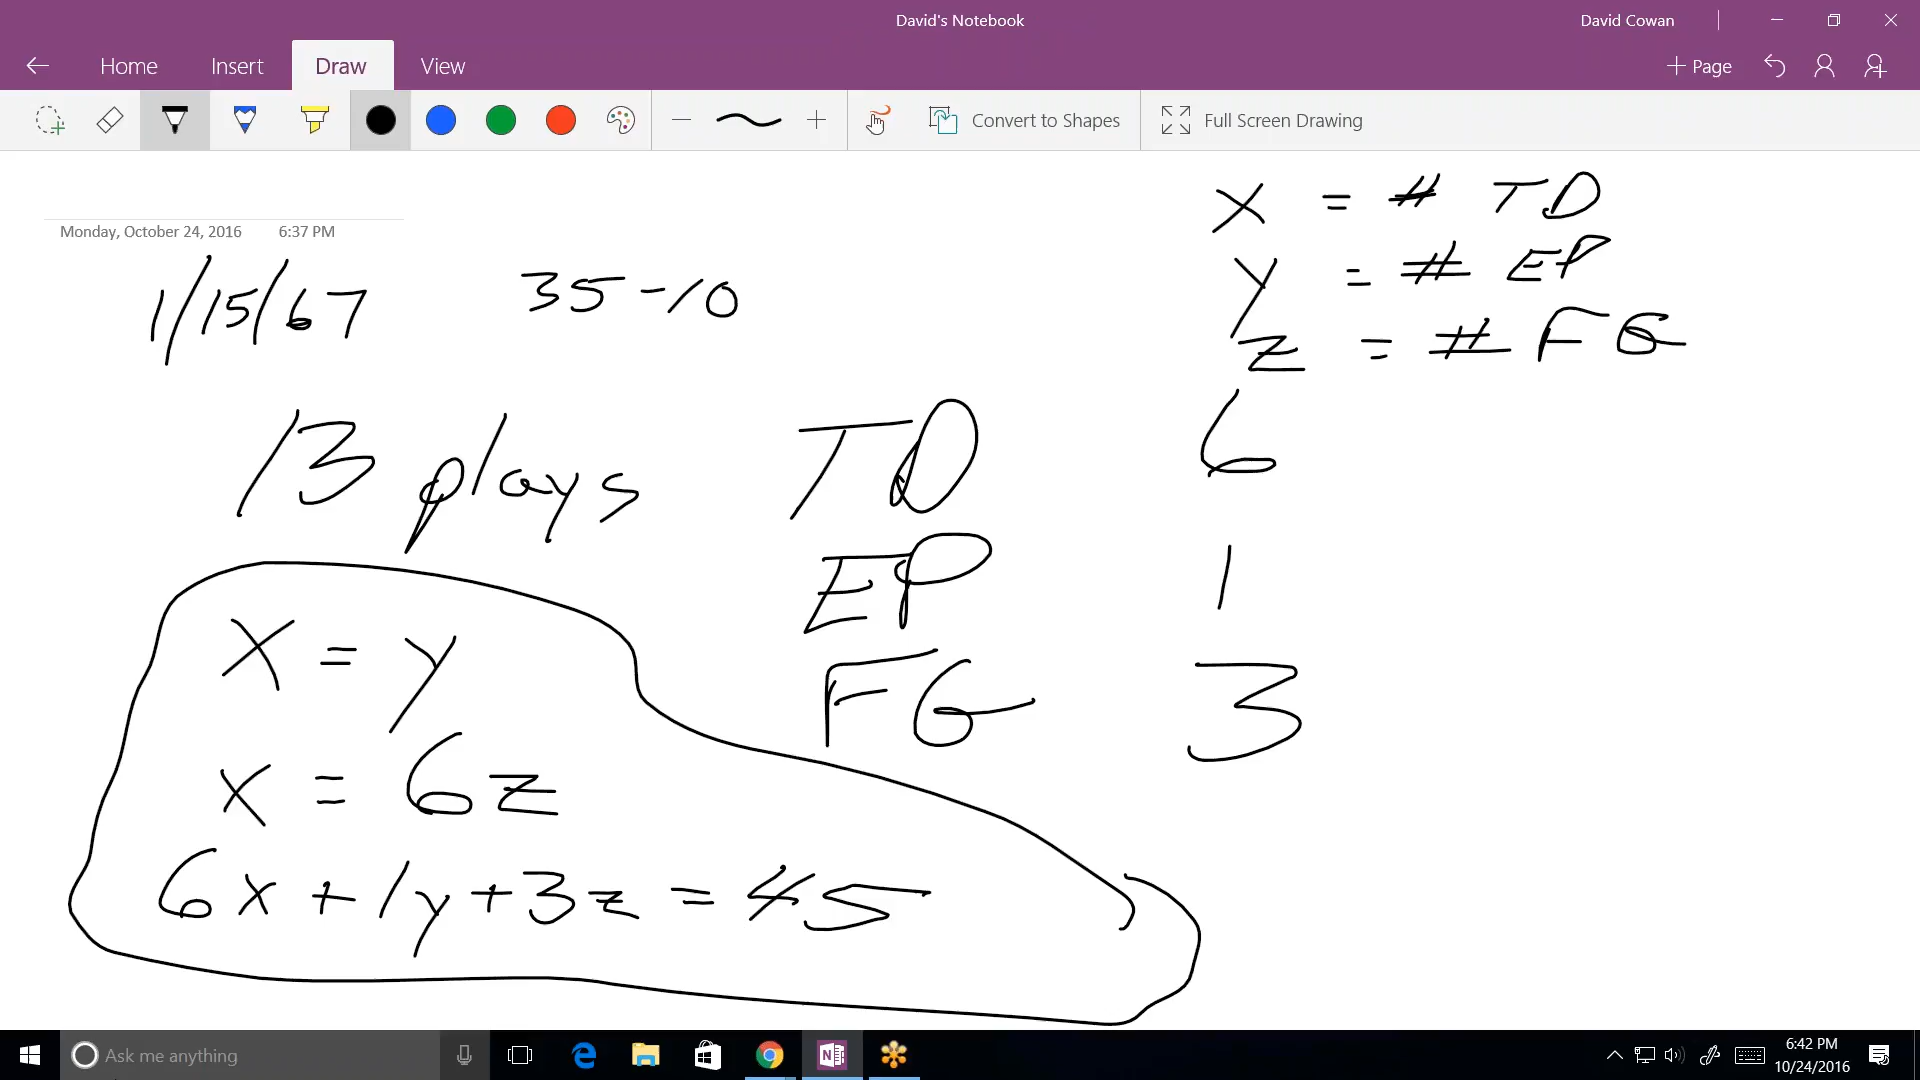 David's Notebook
David Cowan
Home Insert Draw View
Page
Convert to Shapes
Full Screen Drawing
Monday, October 24, 2016 6:37 PM
1/15/67 35-10
x = # TD
y = # EP
z = # FG
13 plays
TD 6
EP 1
FG 3
x = y
x = 6z
6x + 1y + 3z = 45
Ask me anything
6:42 PM
10/24/2016